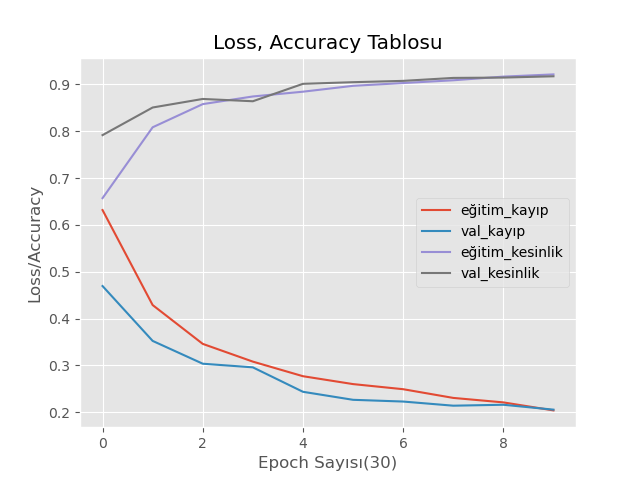 Loss, Accuracy Tablosu
Loss/Accuracy
0.9
0.8
0.7
0.6
0.5
0.4
0.3
0.2
eğitim_kayıp
val_kayıp
eğitim_kesinlik
val_kesinlik
0 2 4 6 8
Epoch Sayısı(30)